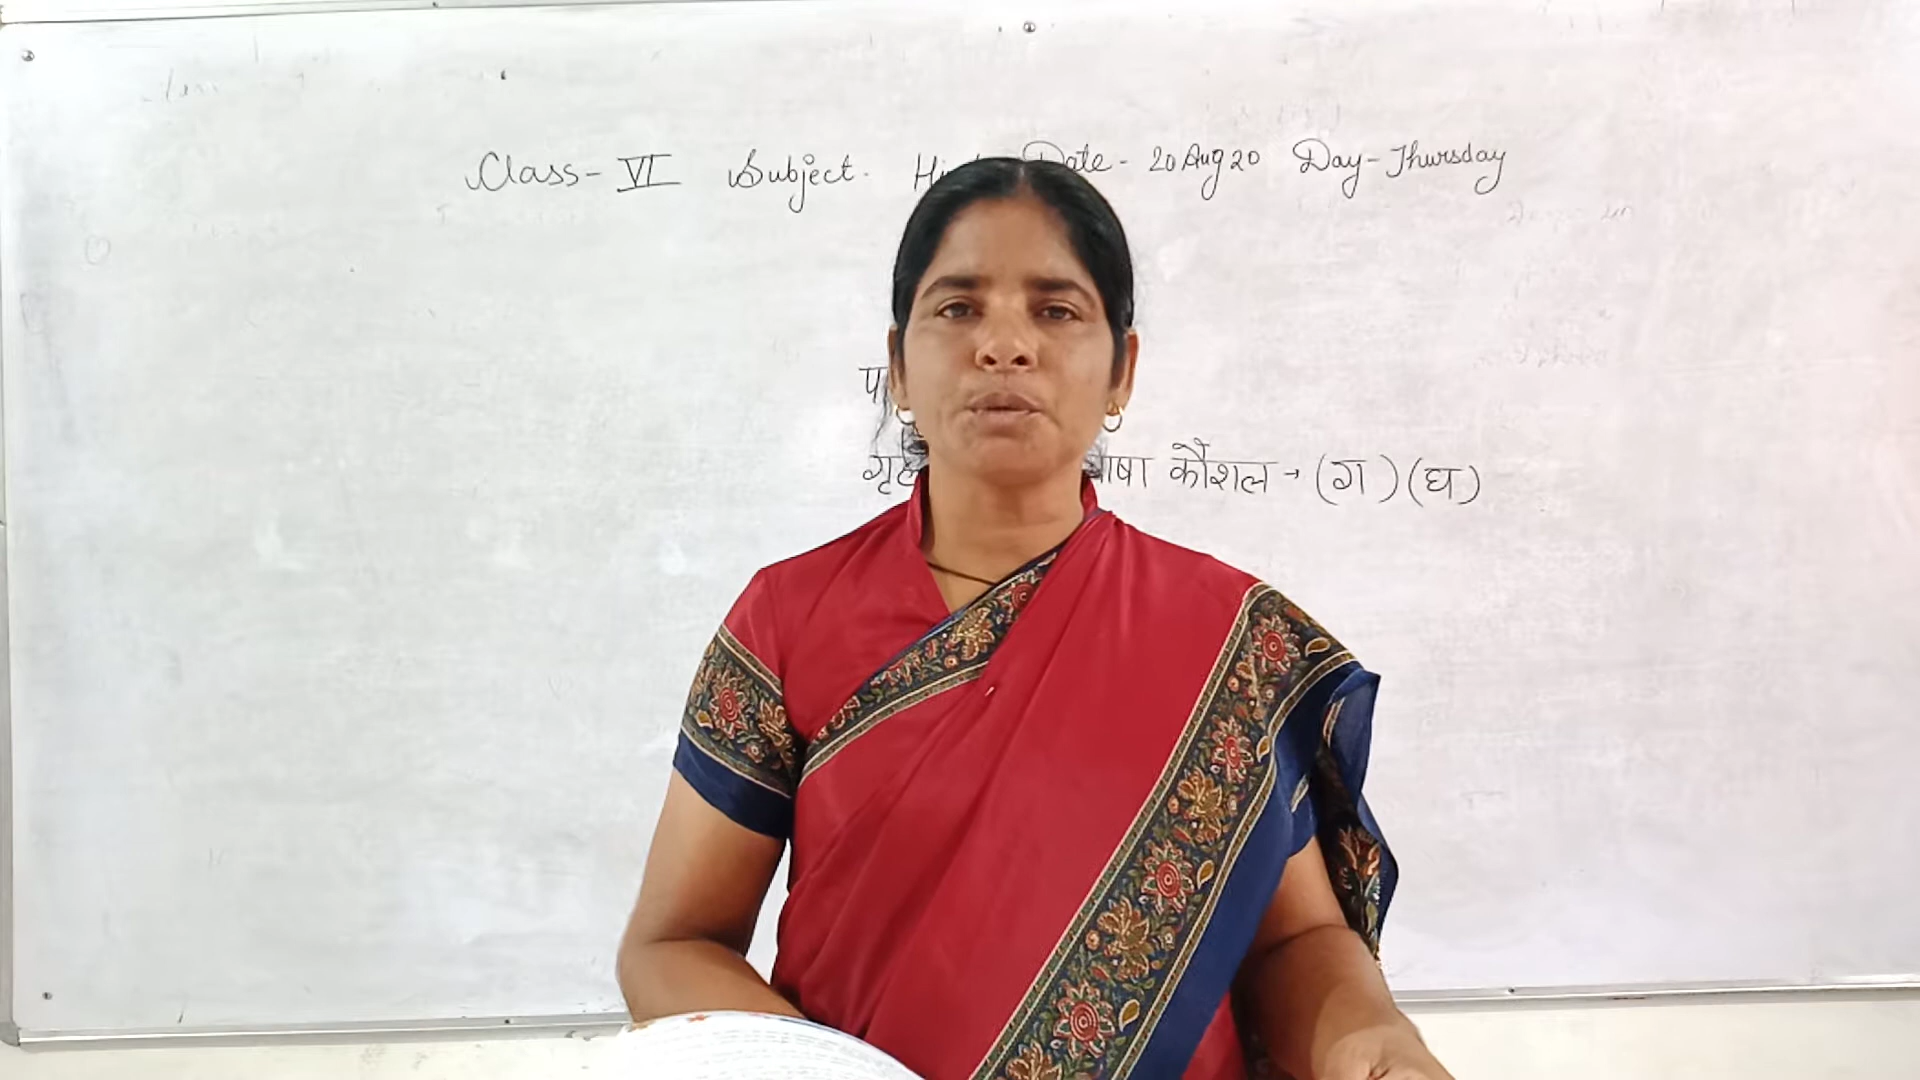 Class- VI Subject. Date - 20 Aug 20 Day - Thursday
कौशल → (ग) (घ)